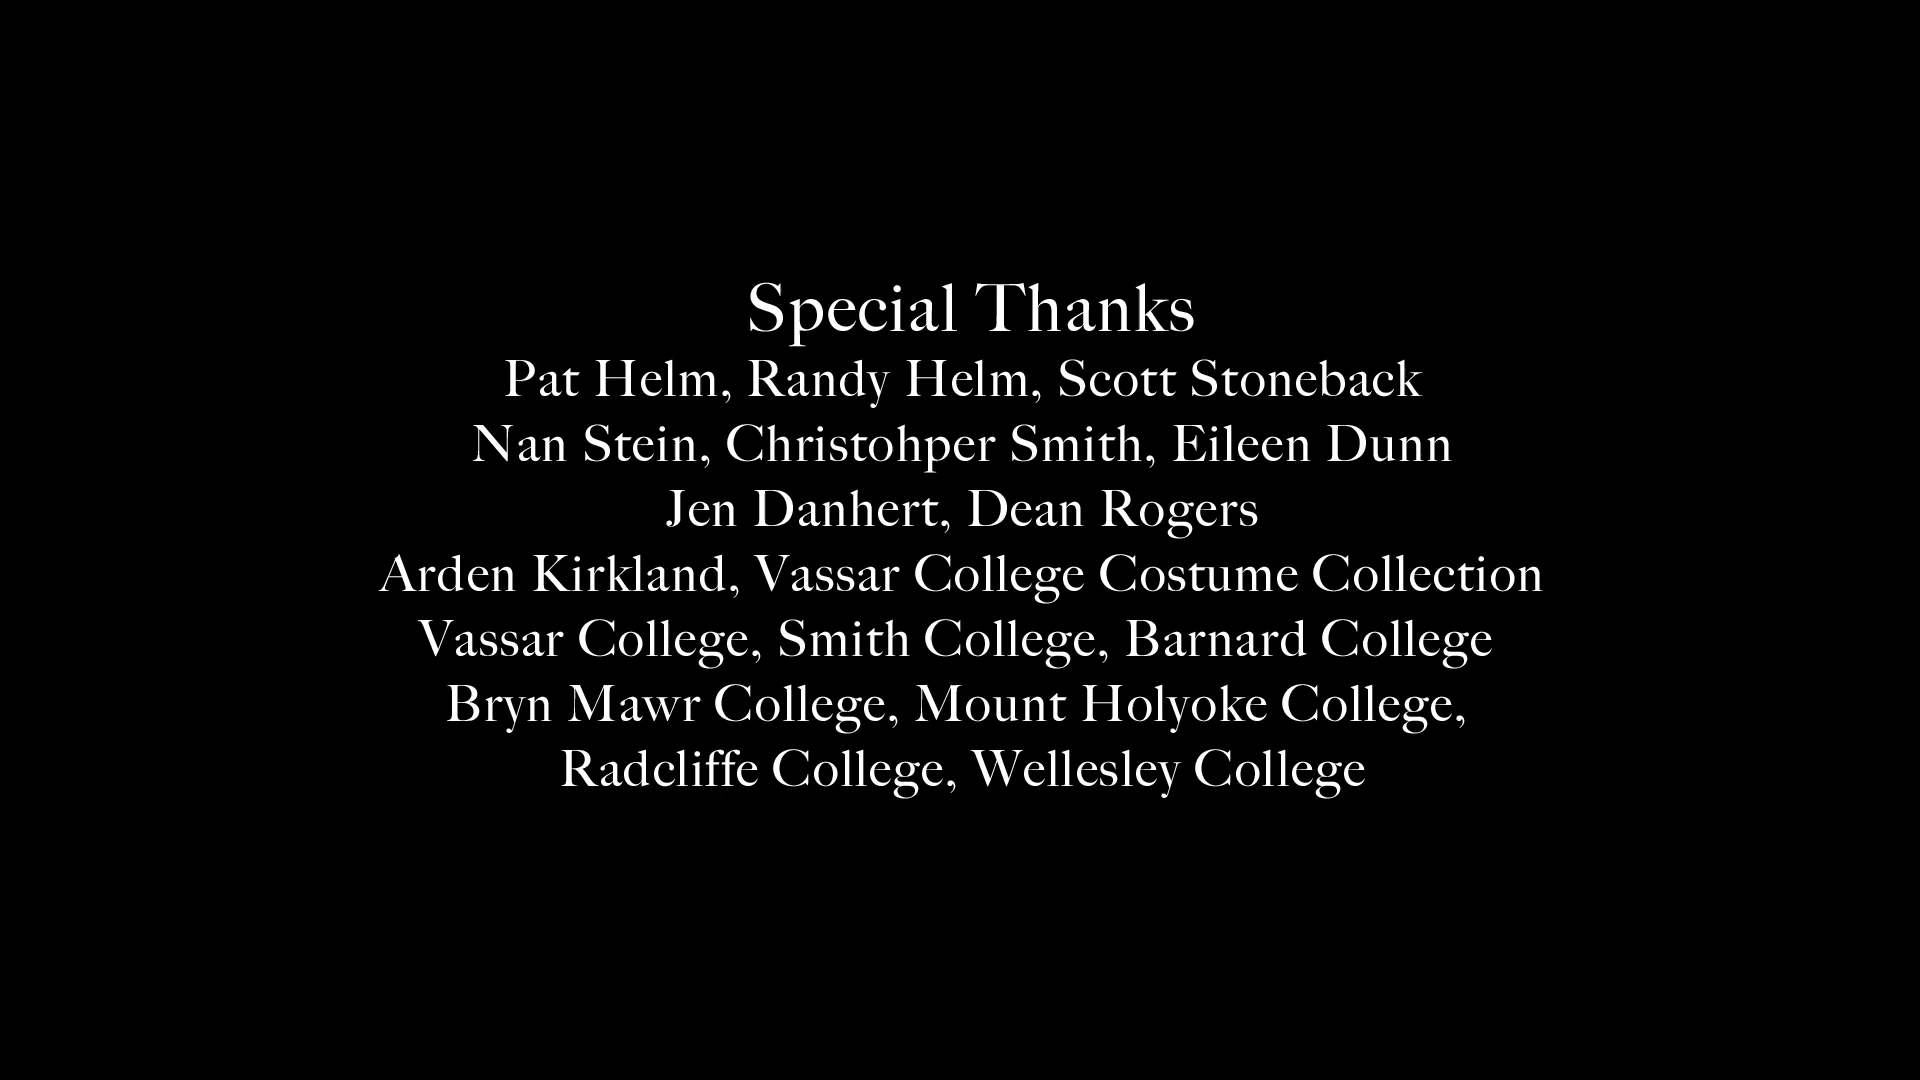 Special Thanks
Pat Helm, Randy Helm, Scott Stoneback
Nan Stein, Christohper Smith, Eileen Dunn
Jen Danhert, Dean Rogers
Arden Kirkland, Vassar College Costume Collection
Vassar College, Smith College, Barnard College
Bryn Mawr College, Mount Holyoke College,
Radcliffe College, Wellesley College